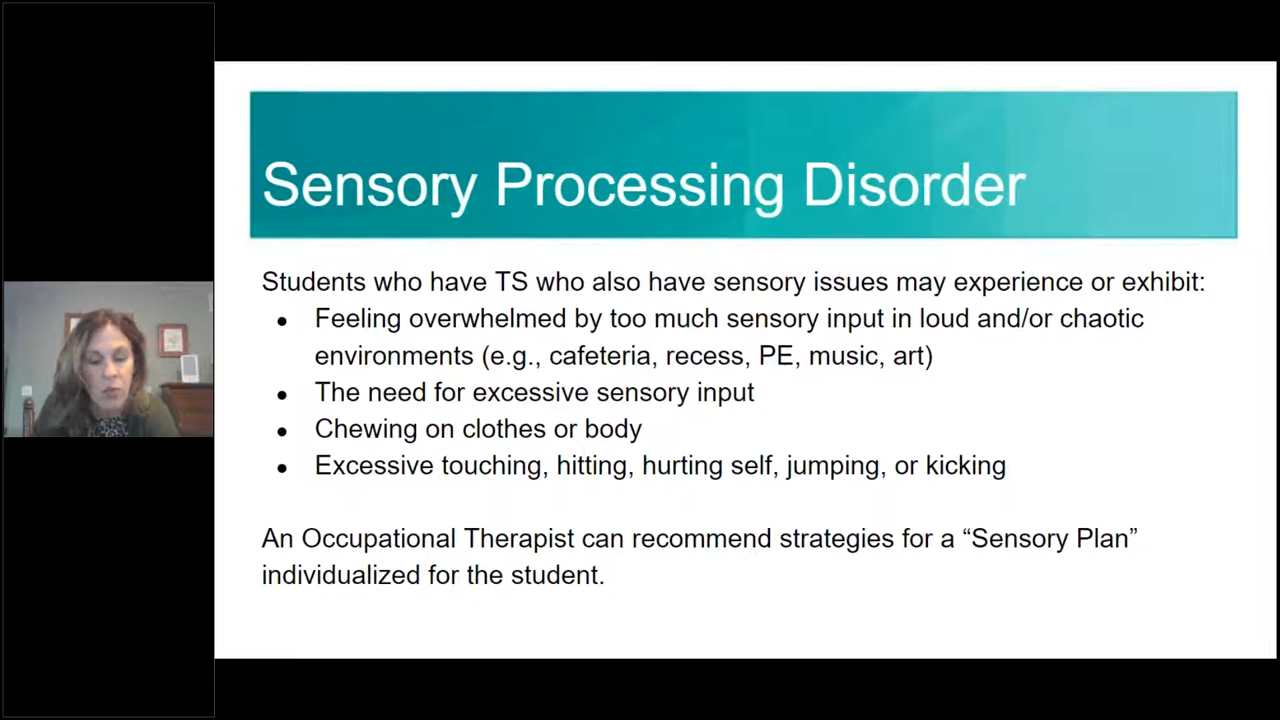 Sensory Processing Disorder
Students who have TS who also have sensory issues may experience or exhibit:
● Feeling overwhelmed by too much sensory input in loud and/or chaotic
environments (e.g., cafeteria, recess, PE, music, art)
● The need for excessive sensory input
● Chewing on clothes or body
● Excessive touching, hitting, hurting self, jumping, or kicking
An Occupational Therapist can recommend strategies for a “Sensory Plan”
individualized for the student.